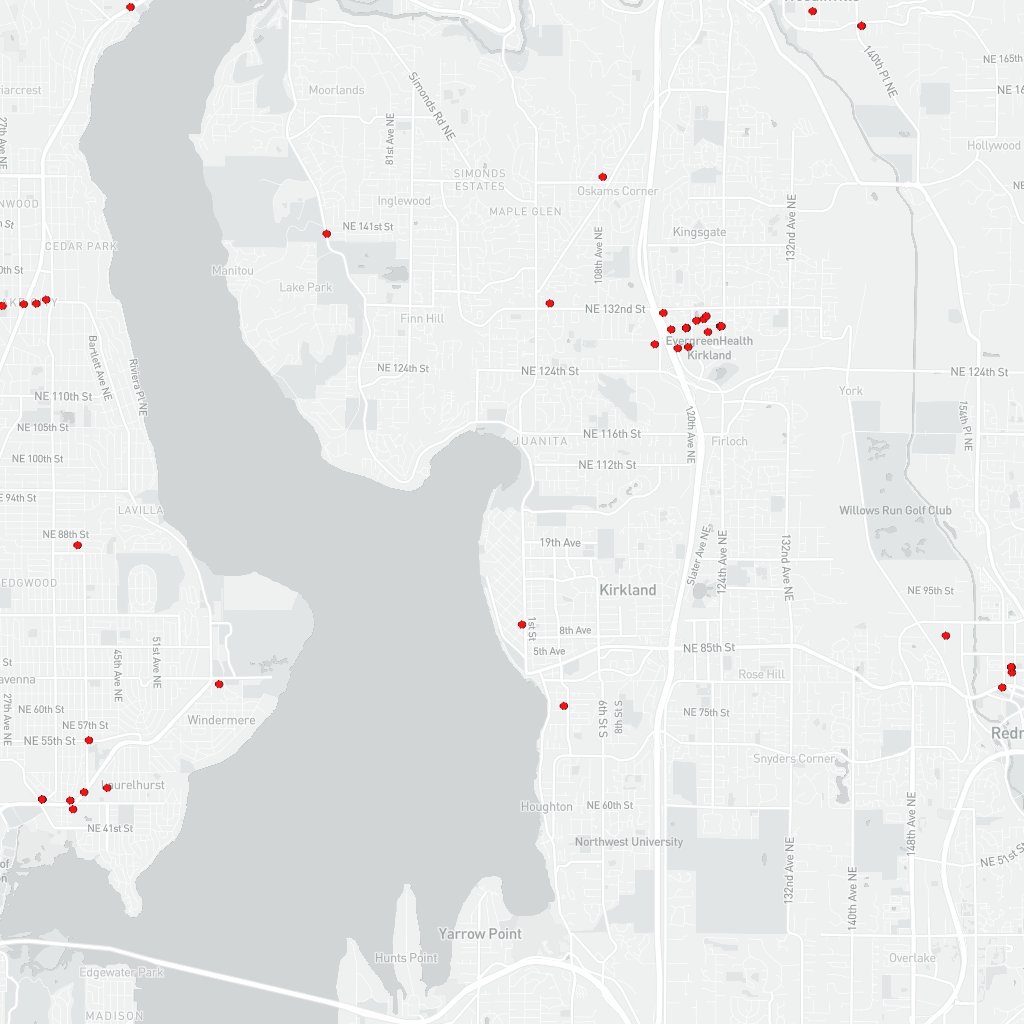 NE 165th St
Moorlands
Simonds Rd NE
140th Pl NE
27th Ave NE
81st Ave NE
Hollywood
SIMONDS
ESTATES
Oskams Corner
Inglewood
MAPLE GLEN
NE 141st St
132nd Ave NE
Kingsgate
CEDAR PARK
108th Ave NE
Manitou
Lake Park
NE 132nd St
Finn Hill
EvergreenHealth
Kirkland
Bartlett Ave NE
Riviera Pl NE
NE 124th St
NE 124th St
NE 124th St
York
NE 110th St
120th Ave NE
154th Pl NE
NE 105th St
JUANITA
NE 116th St
Firloch
NE 100th St
NE 112th St
NE 94th St
LAVILLA
Willows Run Golf Club
NE 88th St
19th Ave
Slater Ave NE
124th Ave NE
132nd Ave NE
Kirkland
NE 95th St
1st St
8th Ave
5th Ave
NE 85th St
45th Ave NE
51st Ave NE
Rose Hill
27th Ave NE
NE 60th St
NE 57th St
NE 55th St
Windermere
6th St S
8th St S
NE 75th St
Snyders Corner
Laurelhurst
Houghton
NE 60th St
148th Ave NE
NE 41st St
Northwest University
132nd Ave NE
140th Ave NE
NE 51st St
Yarrow Point
Hunts Point
Overlake
Edgewater Park
MADISON